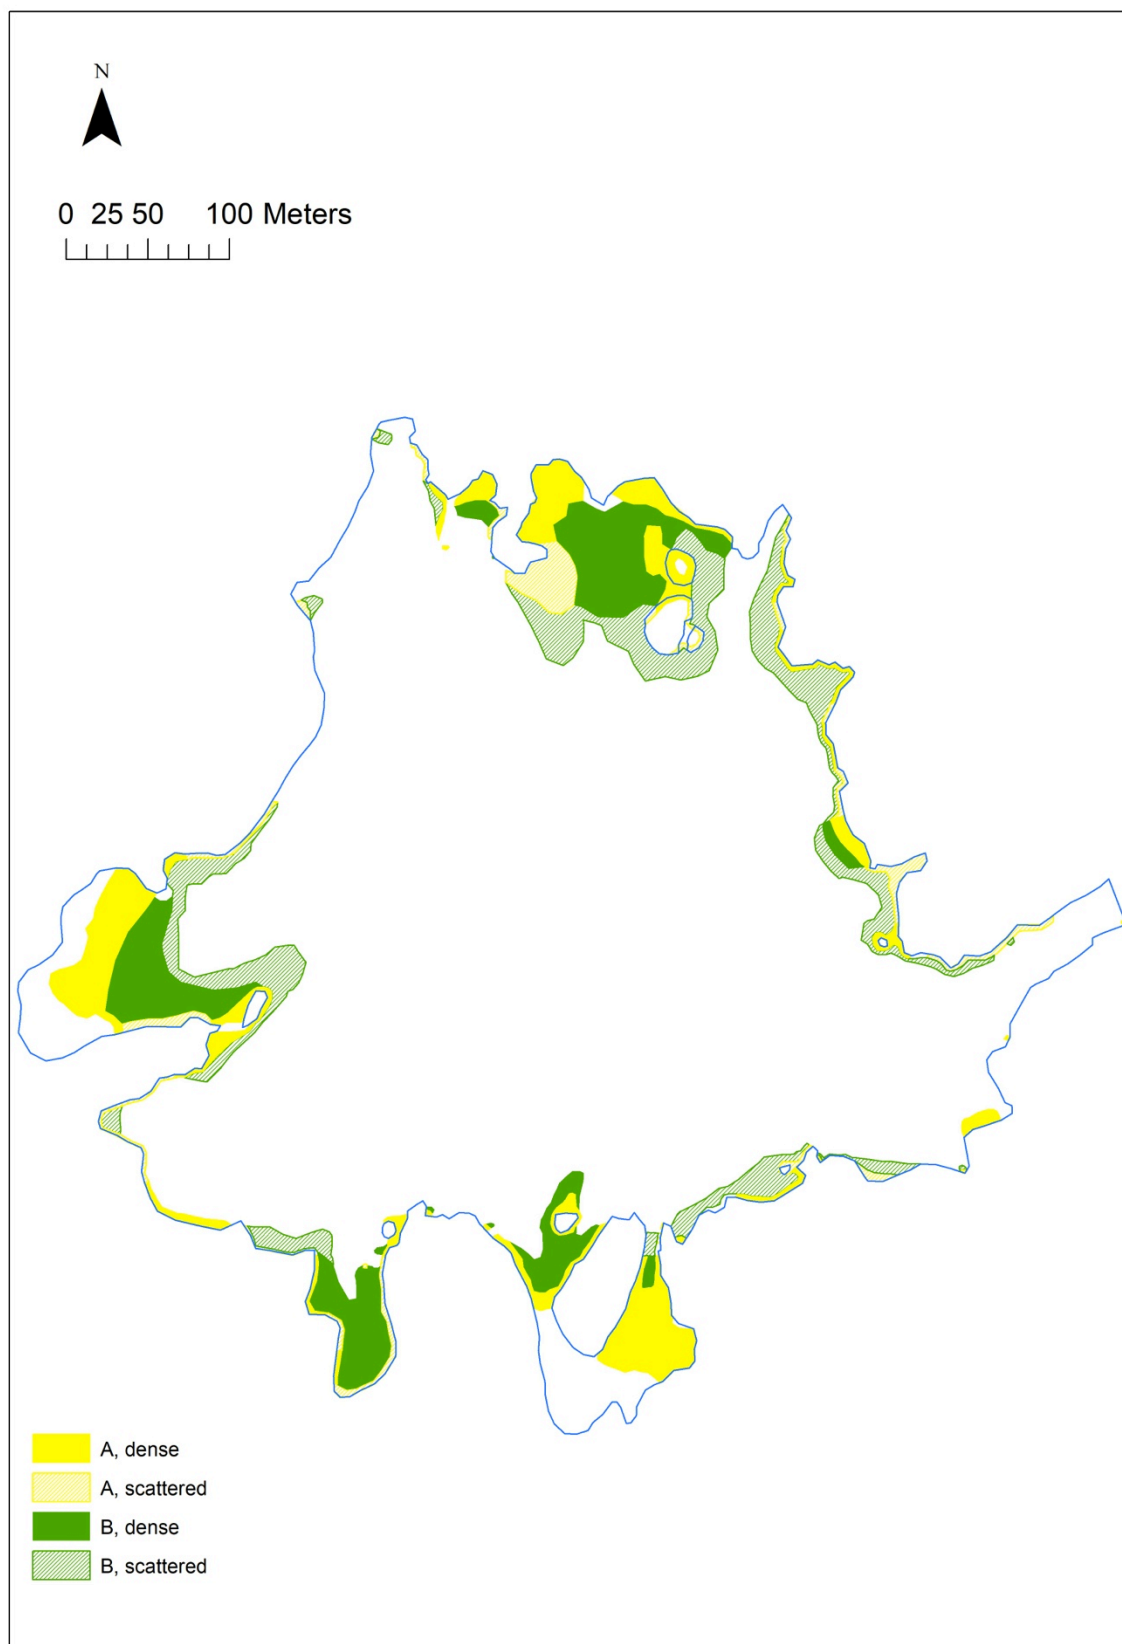 N
0 25 50 100 Meters
A, dense
A, scattered
B, dense
B, scattered